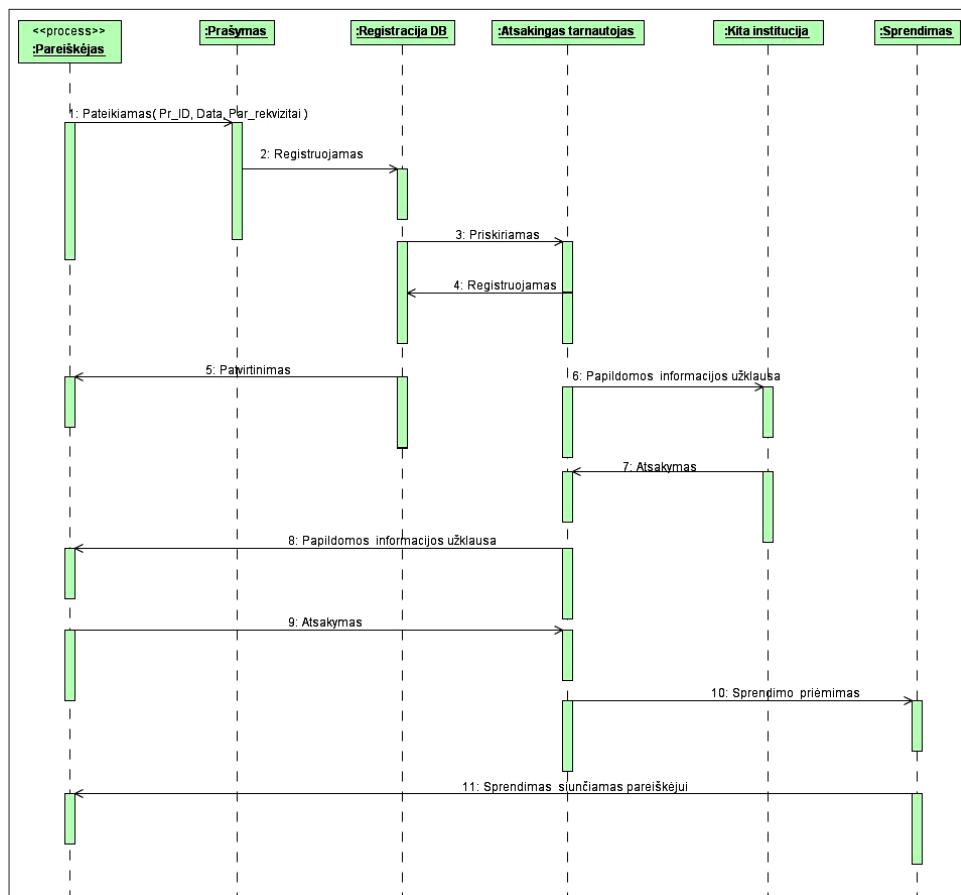 <<process>>
:Pareiškėjas
:Prašymas
:Registracija DB
:Atsakingas tarnautojas
:Kita institucija
:Sprendimas
1: Pateikiamas( Pr_ID, Data, Par_rekvizitai )
2: Registruojamas
3: Priskiriamas
4: Registruojamas
5: Patvirtinimas
6: Papildomos informacijos užklausa
7: Atsakymas
8: Papildomos informacijos užklausa
9: Atsakymas
10: Sprendimo priėmimas
11: Sprendimas siunčiamas pareiškėjui